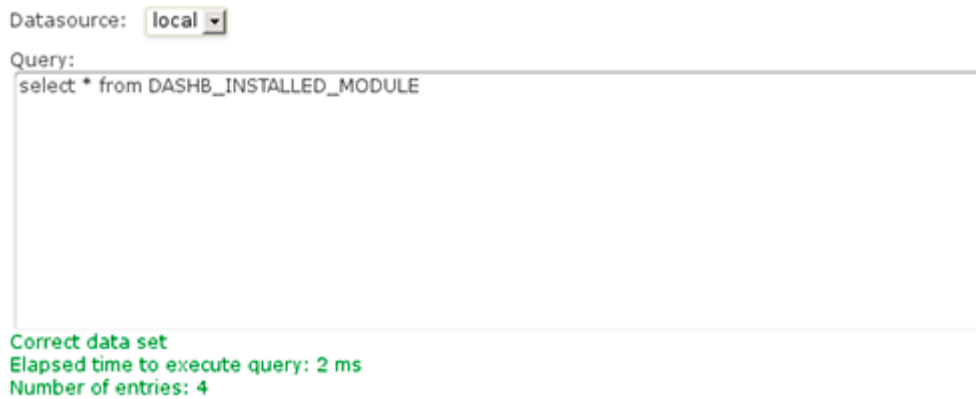 Datasource: local
Query:
select * from DASHB_INSTALLED_MODULE
Correct data set
Elapsed time to execute query: 2 ms
Number of entries: 4